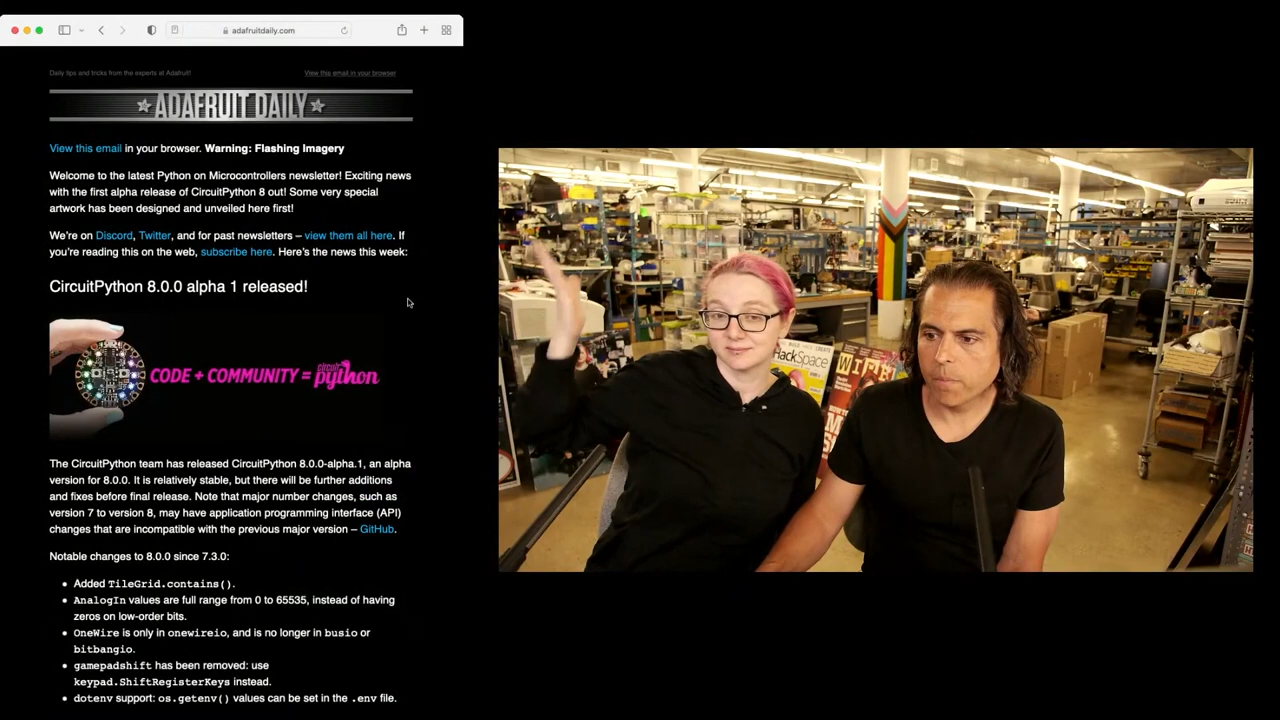 adafruitdaily.com
Daily tips and tricks from the experts at Adafruit!
View this email in your browser
ADAFRUIT DAILY
View this email in your browser. Warning: Flashing Imagery
Welcome to the latest Python on Microcontrollers newsletter! Exciting news
with the first alpha release of CircuitPython 8 out! Some very special
artwork has been designed and unveiled here first!
We're on Discord, Twitter, and for past newsletters – view them all here. If
you're reading this on the web, subscribe here. Here's the news this week:
CircuitPython 8.0.0 alpha 1 released!
CODE + COMMUNITY = circuit python
The CircuitPython team has released CircuitPython 8.0.0-alpha.1, an alpha
version for 8.0.0. It is relatively stable, but there will be further additions
and fixes before final release. Note that major number changes, such as
version 7 to version 8, may have application programming interface (API)
changes that are incompatible with the previous major version – GitHub.
Notable changes to 8.0.0 since 7.3.0:
• Added TileGrid.contains().
• AnalogIn values are full range from 0 to 65535, instead of having
zeros on low-order bits.
• OneWire is only in onewireio, and is no longer in busio or
bitbangio.
• gamepadshift has been removed: use
keypad.ShiftRegisterKeys instead.
• dotenv support: os.getenv() values can be set in the .env file.
HackSpace
WIRED